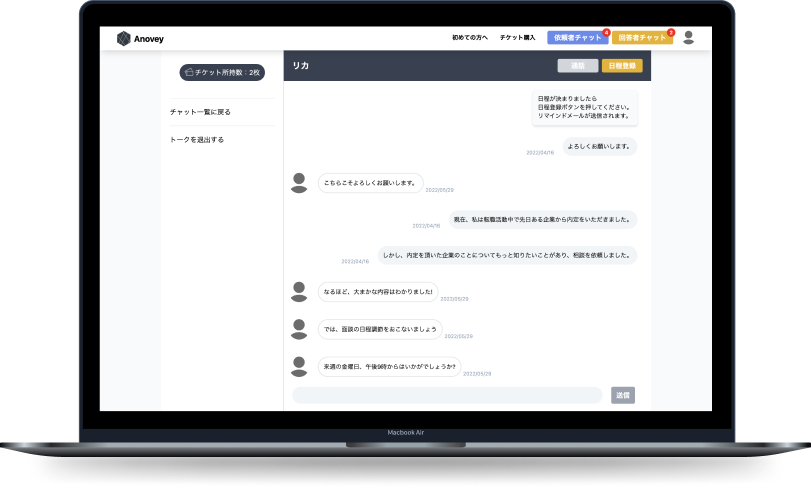 Anovey
初めての方へ
チケット購入
依頼者チャット
4
回答者チャット
2
チケット所持数：2枚
チャット一覧に戻る
トークを退出する
リカ
日程登録
日程が決まりましたら
日程登録ボタンを押してください。
リマインドメールが送信されます。
よろしくお願いします。
2022/04/16
こちらこそよろしくお願いします。
2022/05/29
現在、私は転職活動中で先日ある企業から内定をいただきました。
2022/04/16
しかし、内定を頂いた企業のことについてもっと知りたいことがあり、相談を依頼しました。
2022/04/16
なるほど、大まかな内容はわかりました!
2022/05/29
では、面談の日程調節をおこないましょう
2022/05/29
来週の金曜日、午後9時からはいかがでしょうか?
2022/05/29
送信
Macbook Air